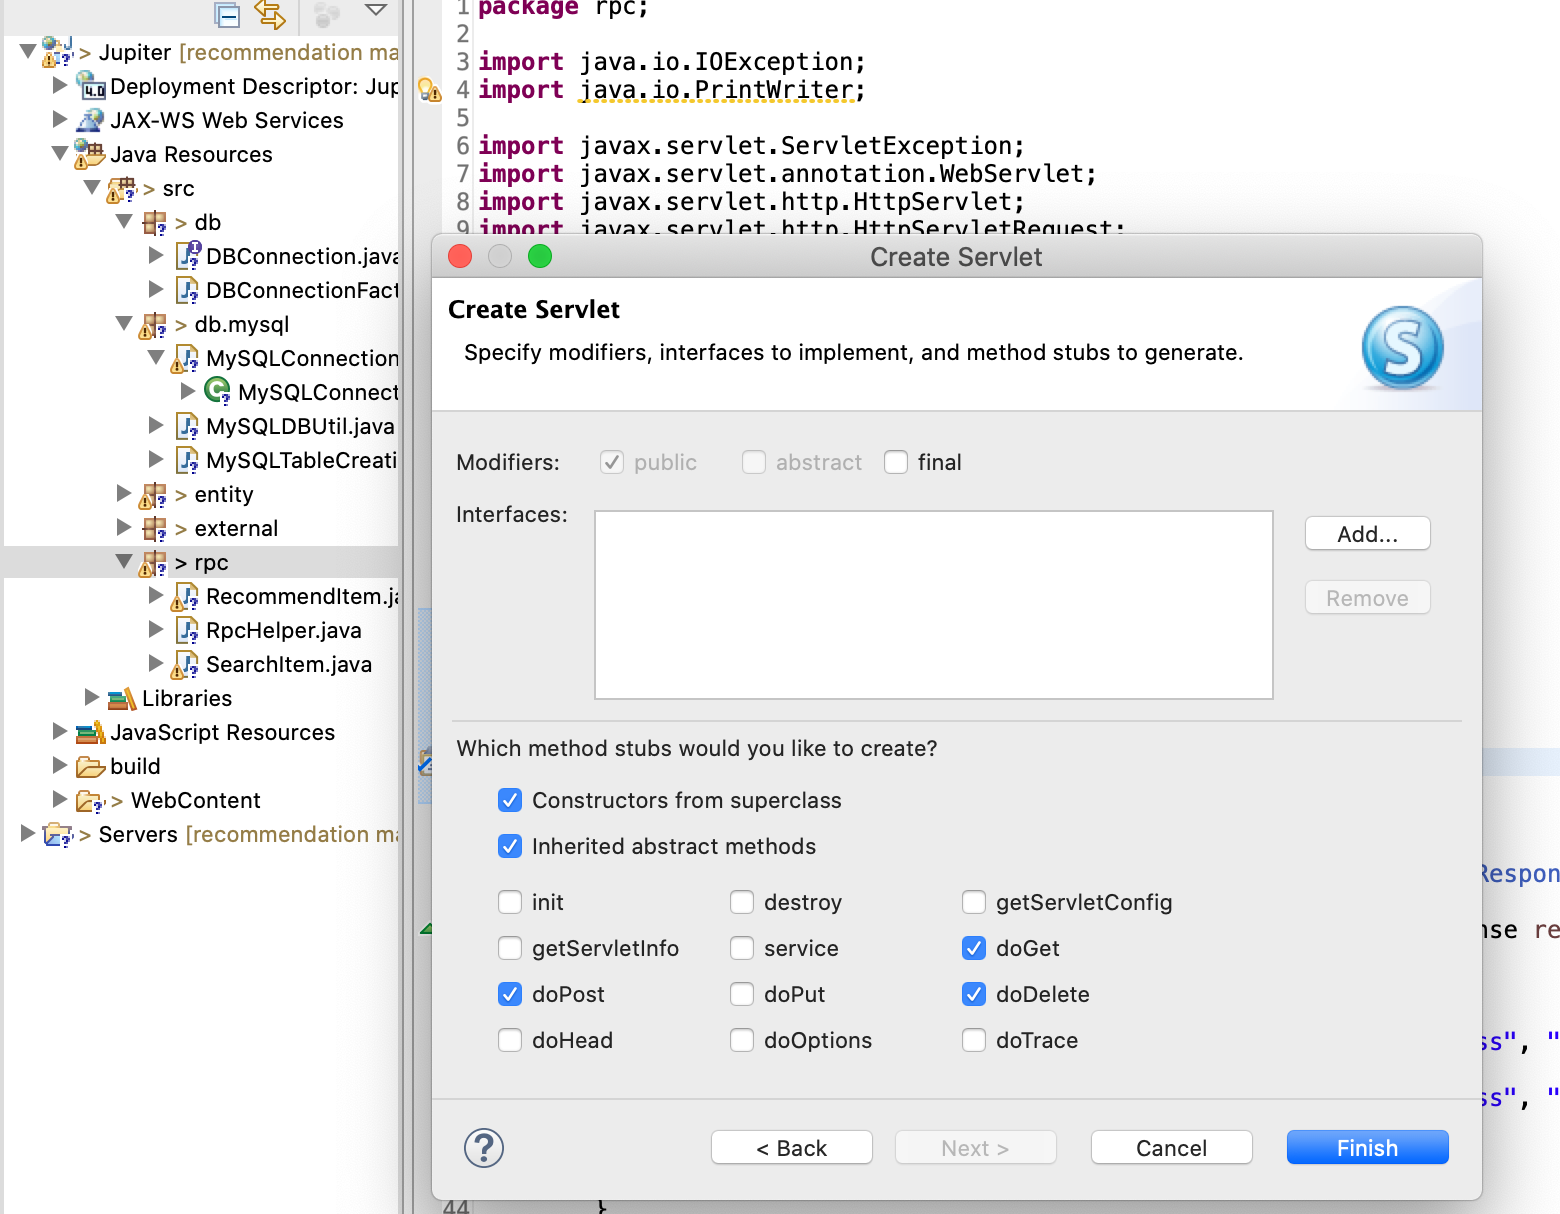 > Jupiter [recommendation ma
Deployment Descriptor: Jup
4.0
JAX-WS Web Services
Java Resources
> src
> db
DBConnection.java
DBConnectionFact
> db.mysql
MySQLConnection
MySQLConnect
MySQLDBUtil.java
MySQLTableCreati
> entity
> external
> rpc
RecommendItem.ja
RpcHelper.java
SearchItem.java
Libraries
JavaScript Resources
build
> WebContent
> Servers [recommendation ma
1 package rpc;
2
3 import java.io.IOException;
4 import java.io.PrintWriter;
5
6 import javax.servlet.ServletException;
7 import javax.servlet.annotation.WebServlet;
8 import javax.servlet.http.HttpServlet;
9 import javax.servlet.http.HttpServletRequest;
Create Servlet
Create Servlet
Specify modifiers, interfaces to implement, and method stubs to generate.
S
Modifiers: public abstract final
Interfaces:
Add...
Remove
Which method stubs would you like to create?
Constructors from superclass
Inherited abstract methods
init destroy getServletConfig
getServletInfo service doGet
doPost doPut doDelete
doHead doOptions doTrace
? < Back Next > Cancel Finish
Respon
nse re
ss", "
ss", "
44 }